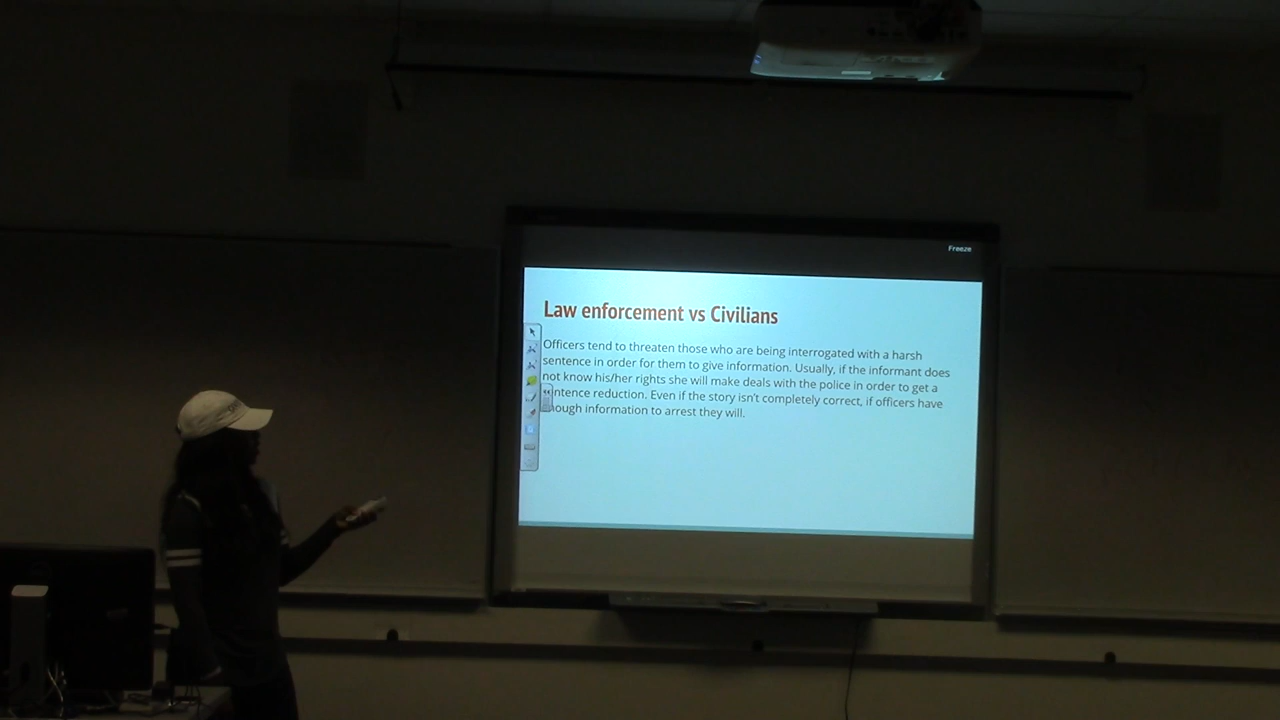 Freeze
Law enforcement vs Civilians
Officers tend to threaten those who are being interrogated with a harsh
sentence in order for them to give information. Usually, if the informant does
not know his/her rights she will make deals with the police in order to get a
ntence reduction. Even if the story isn't completely correct, if officers have
nough information to arrest they will.